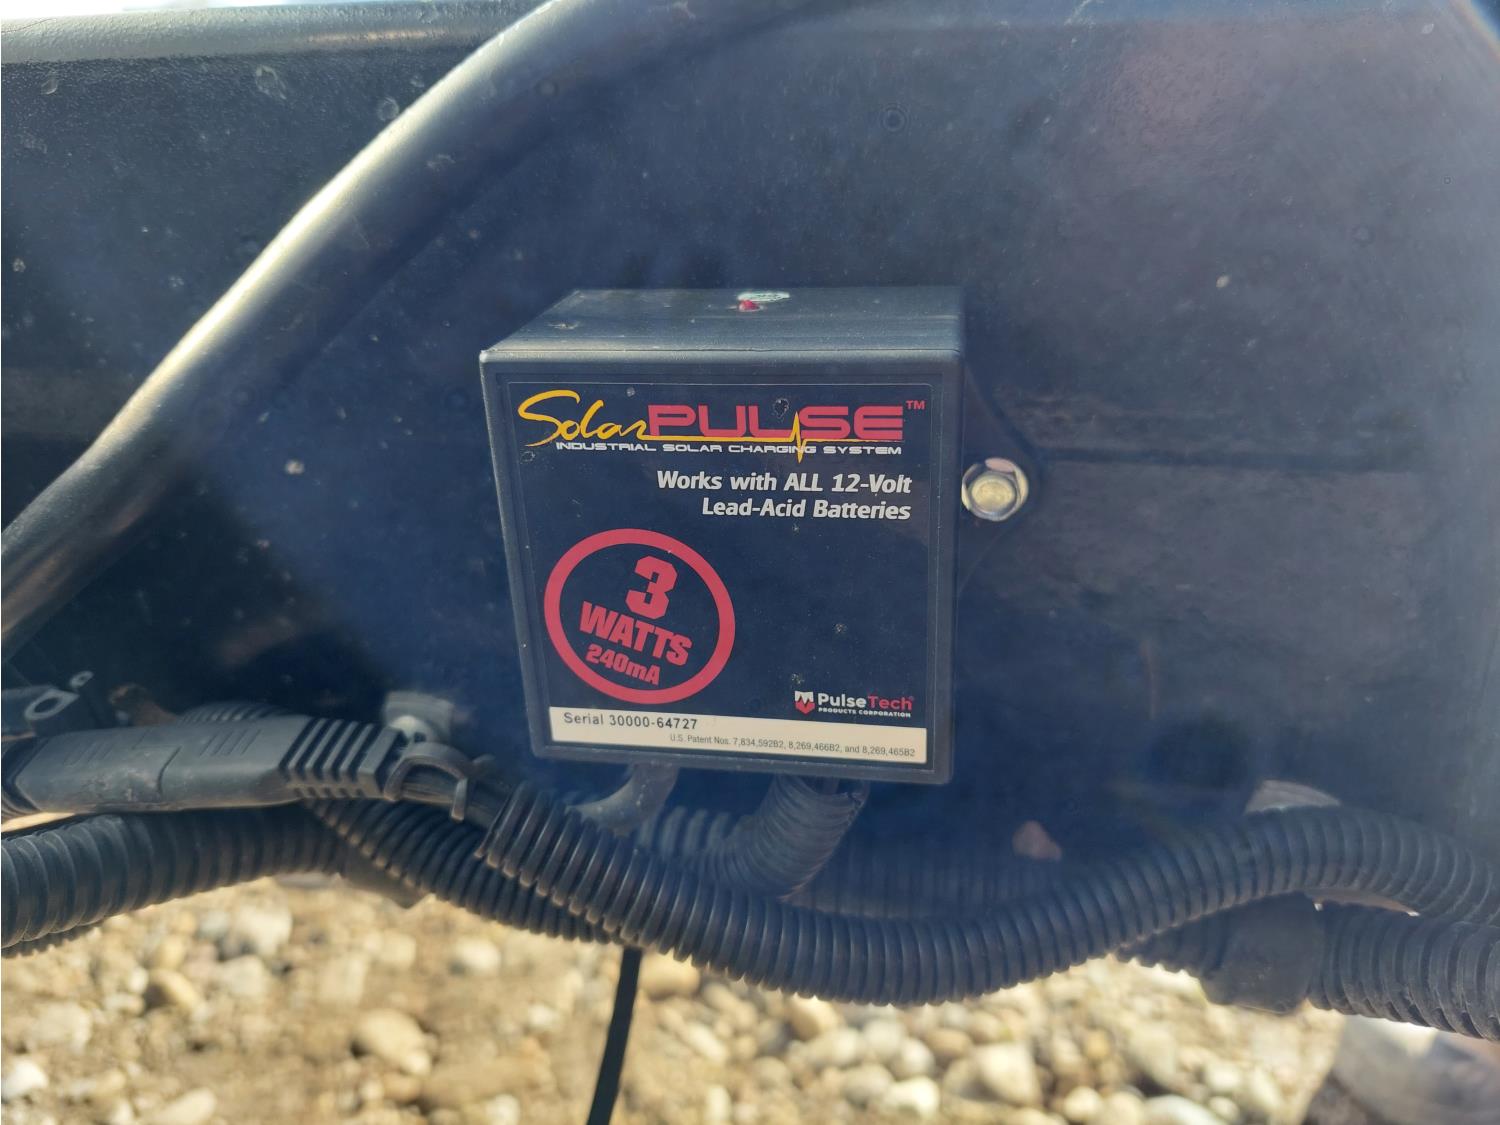 SolarPULSE™
INDUSTRIAL SOLAR CHARGING SYSTEM
Works with ALL 12-Volt
Lead-Acid Batteries
3
WATTS
240mA
PulseTech
PRODUCTS CORPORATION
Serial 30000-64727
U.S. Patent Nos. 7,834,592B2, 8,269,466B2, and 8,269,465B2